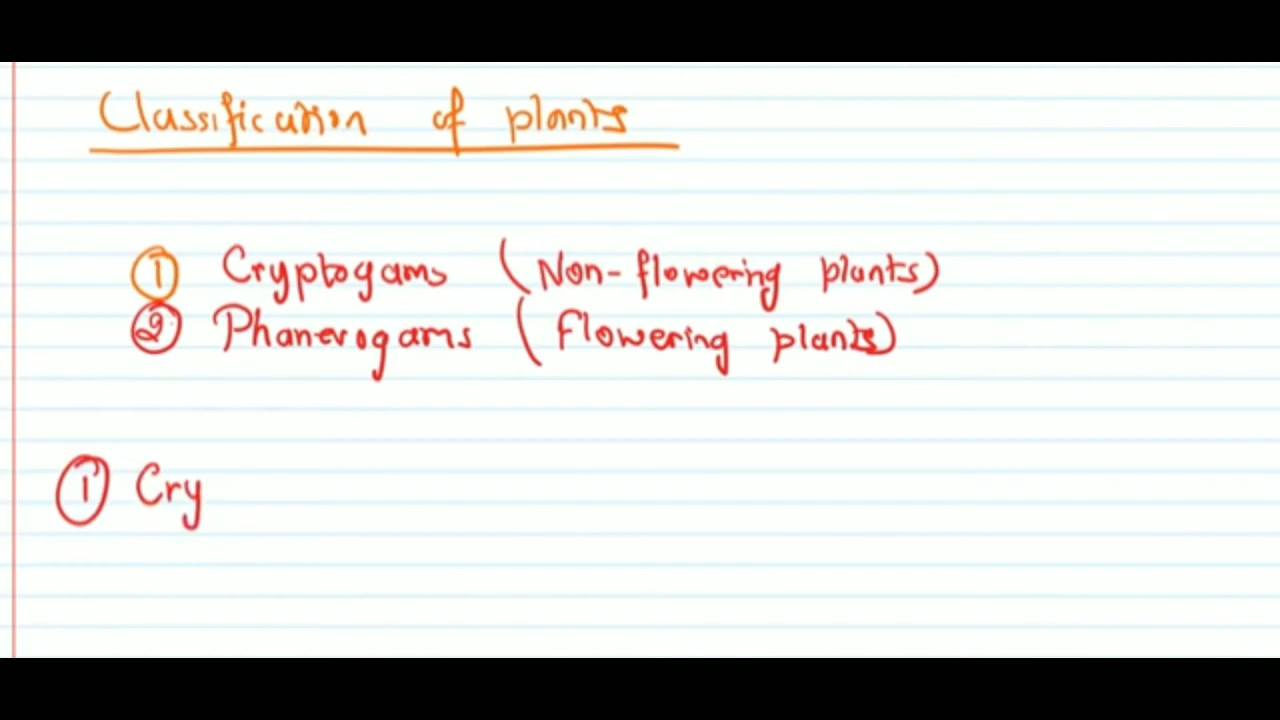 Classification of plants
① Cryptogams (Non-flowering plants)
② Phanerogams (Flowering plants)
① Cry